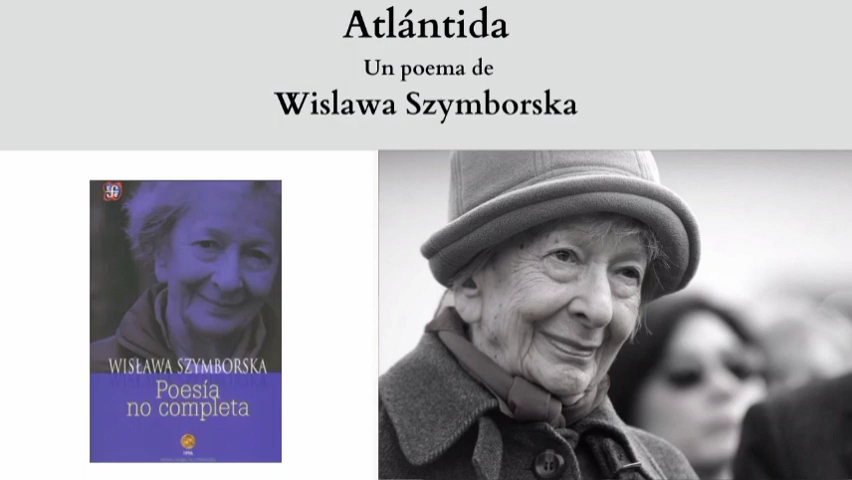 Atlántida
Un poema de
Wislawa Szymborska
WISŁAWA SZYMBORSKA
Poesía
no completa